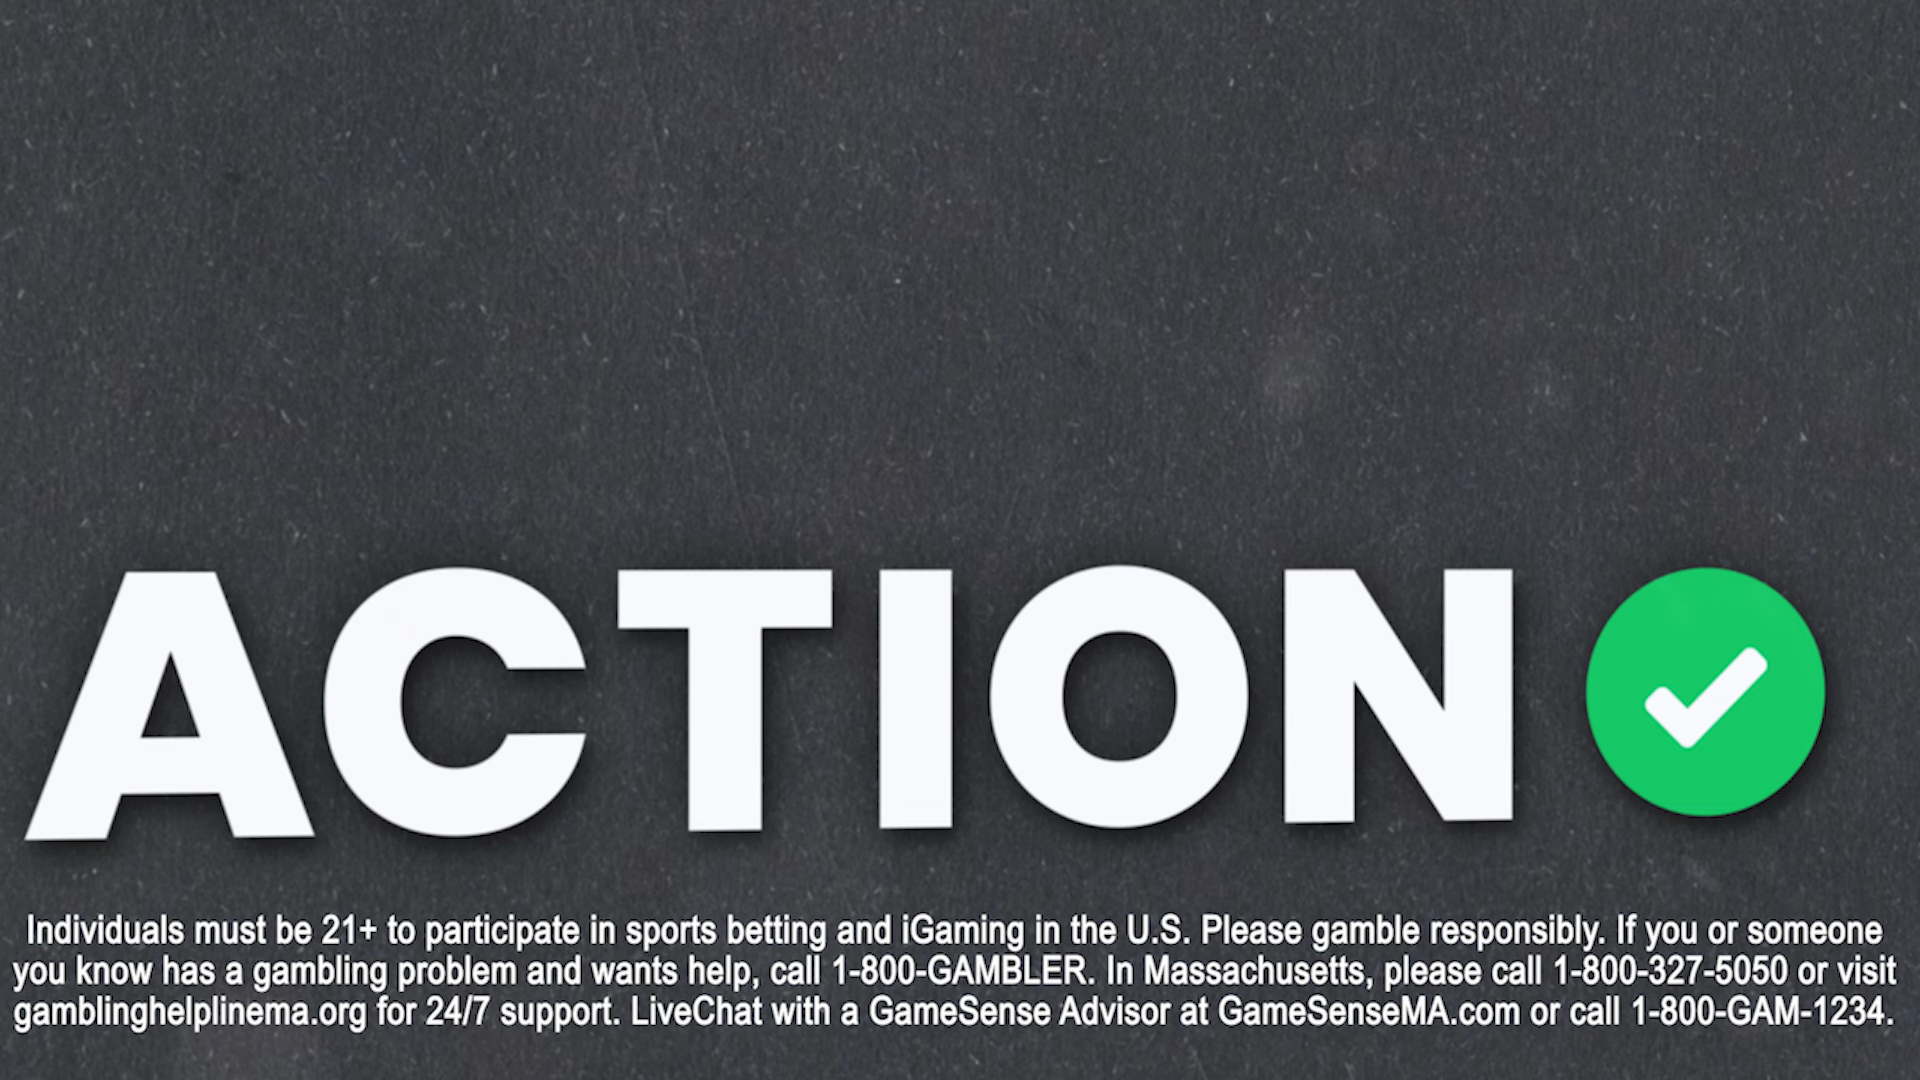 ACTION
Individuals must be 21+ to participate in sports betting and iGaming in the U.S. Please gamble responsibly. If you or someone
you know has a gambling problem and wants help, call 1-800-GAMBLER. In Massachusetts, please call 1-800-327-5050 or visit
gamblinghelplinema.org for 24/7 support. LiveChat with a GameSense Advisor at GameSenseMA.com or call 1-800-GAM-1234.